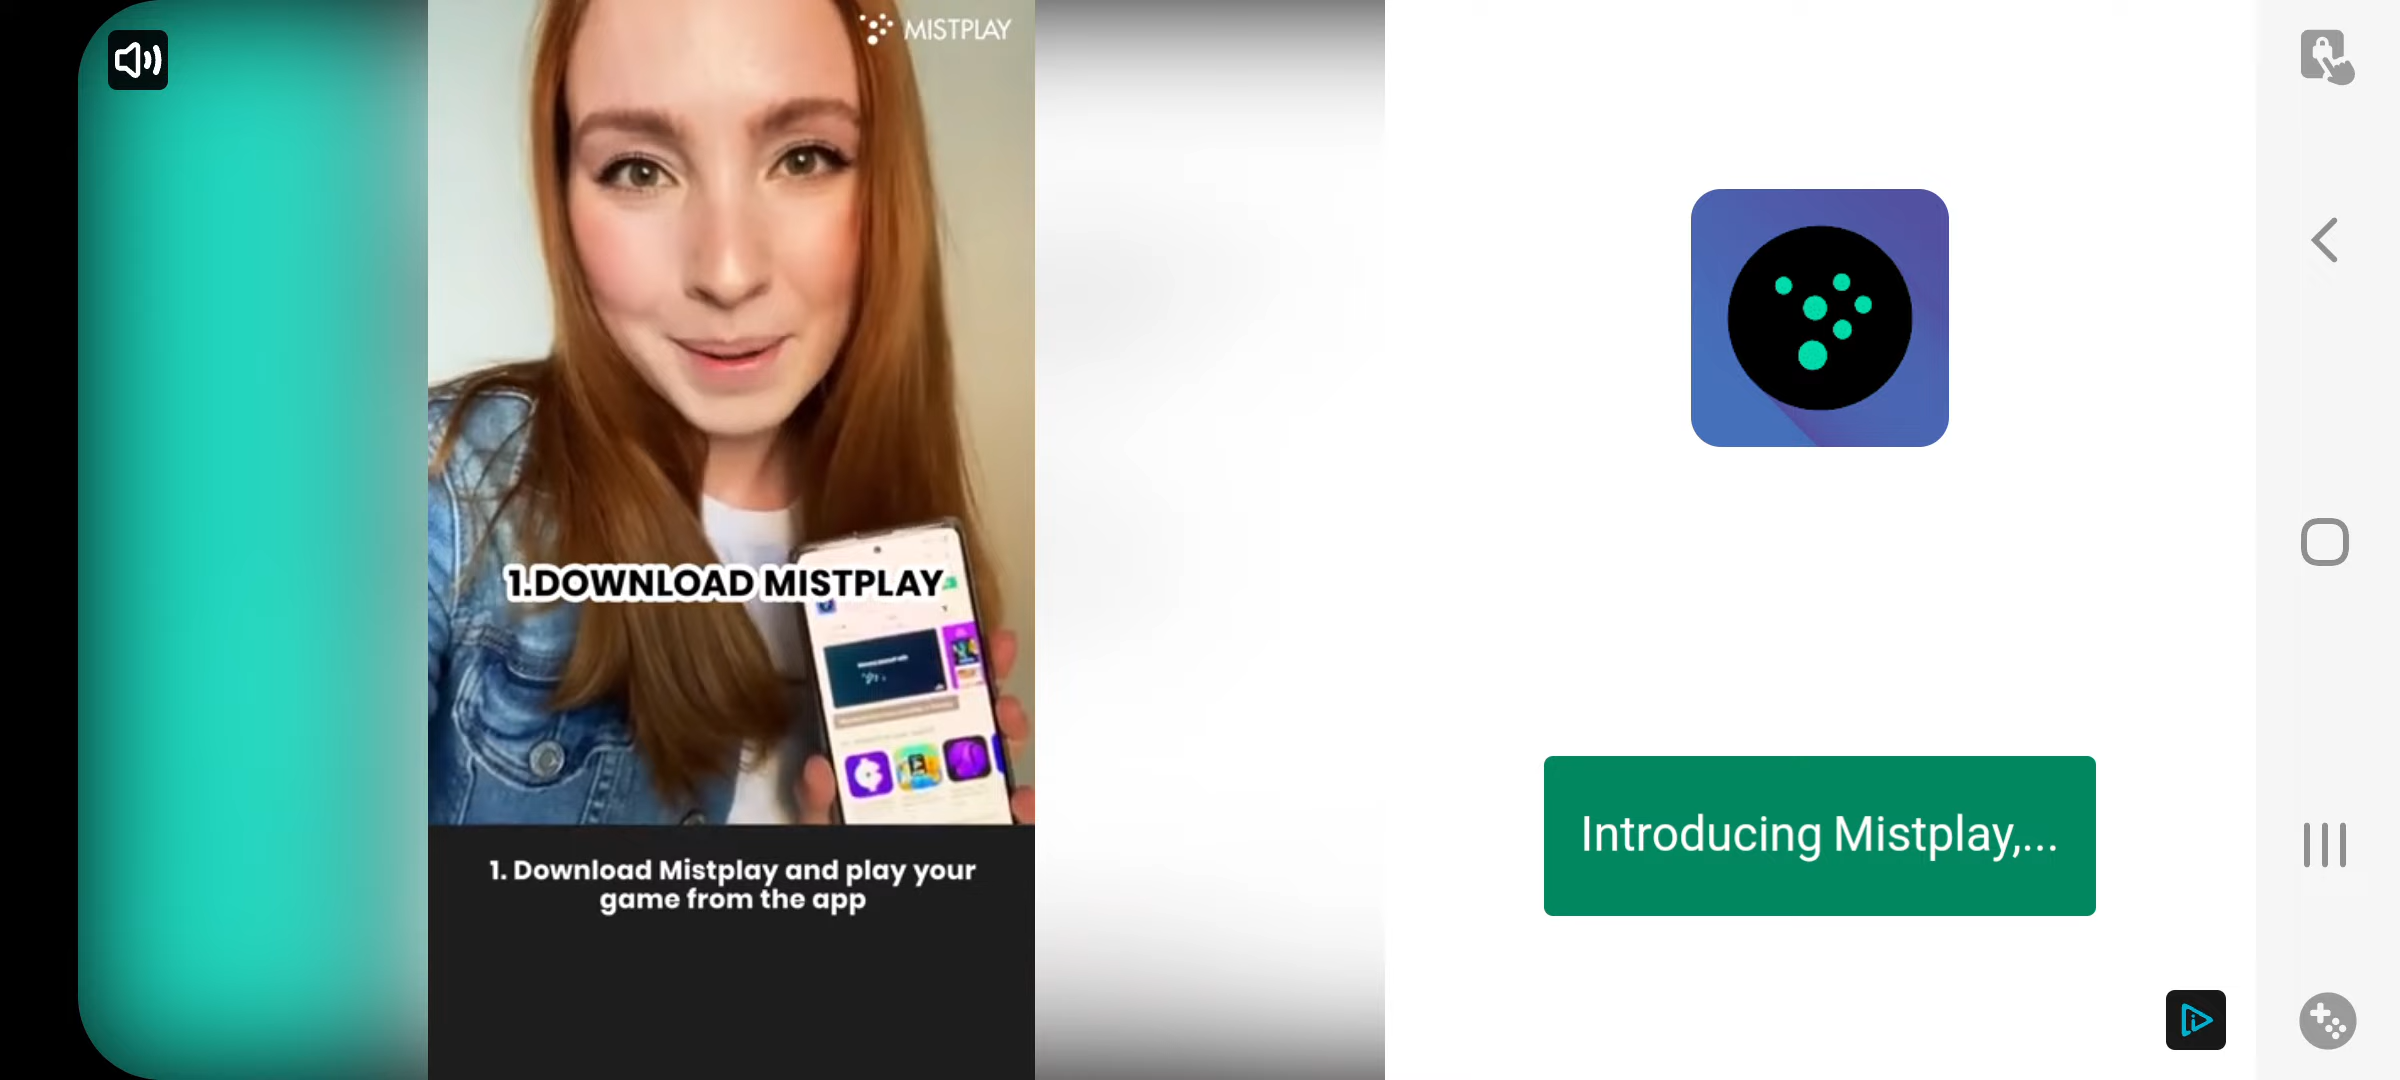 MISTPLAY
1.DOWNLOAD MISTPLAY
1. Download Mistplay and play your
game from the app
Introducing Mistplay,...